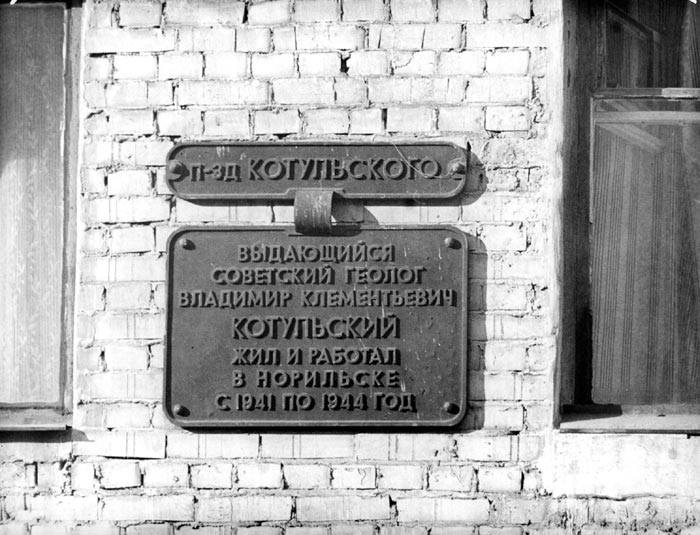 П-ЗД КОТУЛЬСКОГО
ВЫДАЮЩИЙСЯ
СОВЕТСКИЙ ГЕОЛОГ
ВЛАДИМИР КЛЕМЕНТЬЕВИЧ
КОТУЛЬСКИЙ
ЖИЛ И РАБОТАЛ
В НОРИЛЬСКЕ
С 1941 ПО 1944 ГОД